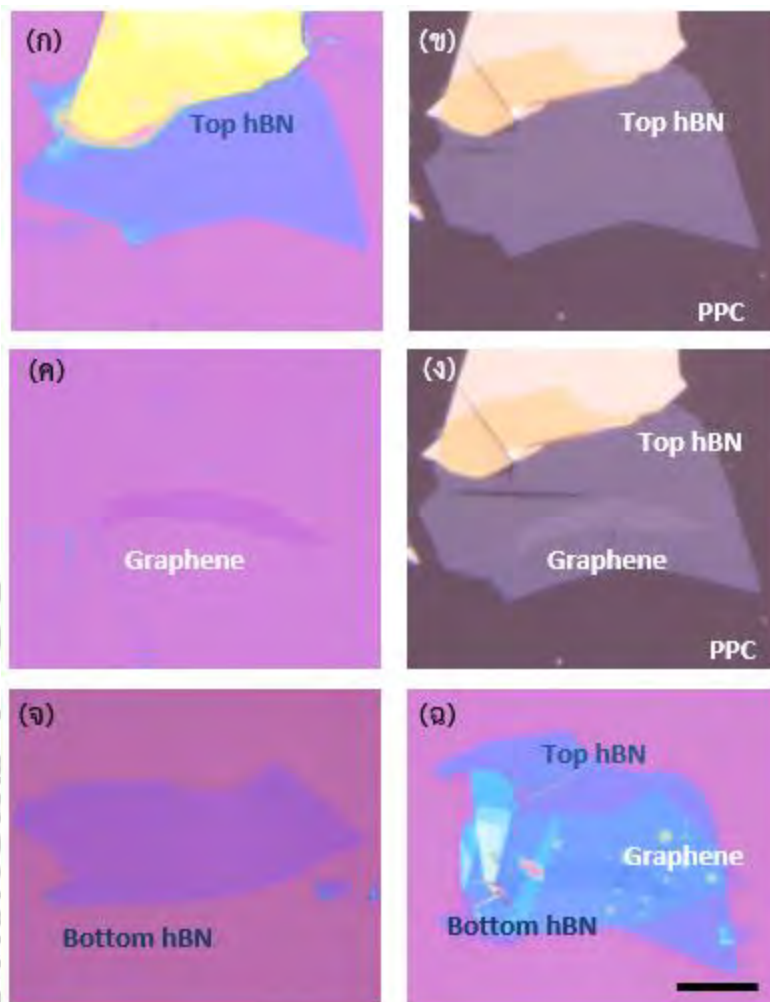 (ก)
Top hBN
(ข)
Top hBN
PPC
(ค)
Graphene
(ง)
Top hBN
Graphene
PPC
(จ)
Bottom hBN
(ฉ)
Top hBN
Graphene
Bottom hBN